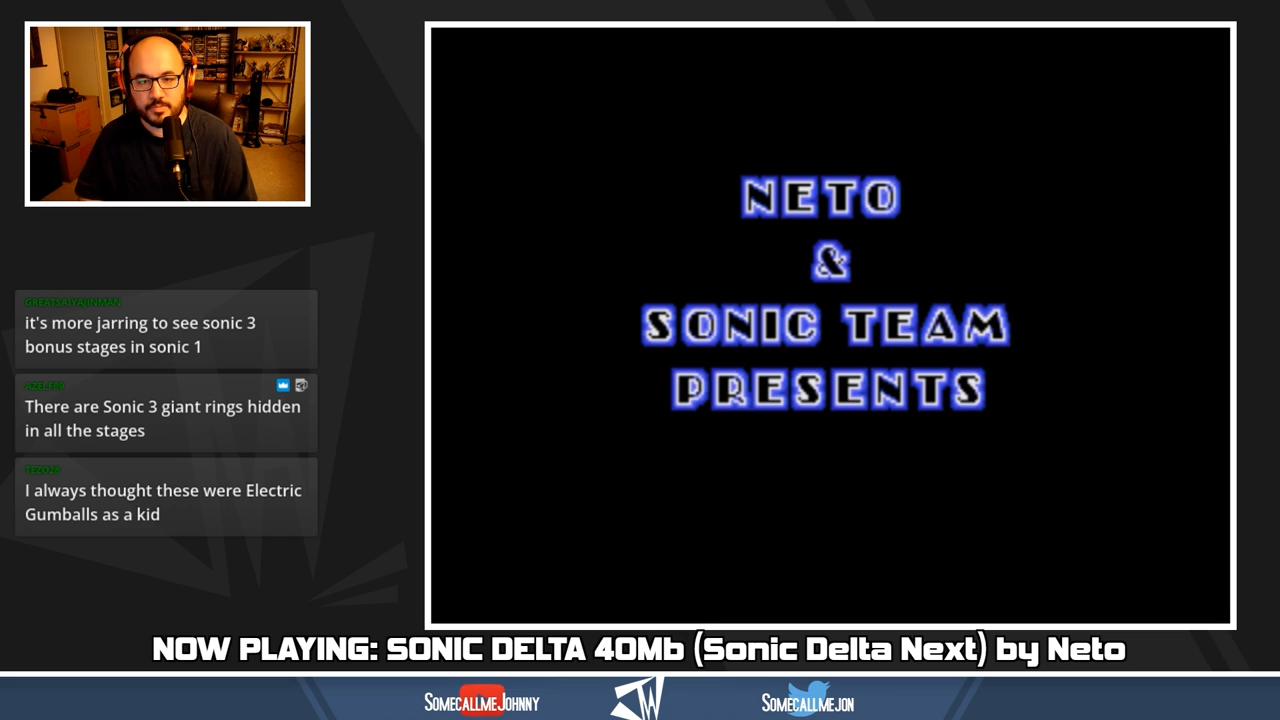 NETO
&
SONIC TEAM
PRESENTS
GREATSAIYAJINMAN
it's more jarring to see sonic 3
bonus stages in sonic 1
There are Sonic 3 giant rings hidden
in all the stages
I always thought these were Electric
Gumballs as a kid
NOW PLAYING: SONIC DELTA 40Mb (Sonic Delta Next) by Neto
SOMECALLMEJOHNNY
SOMECALLMEJON